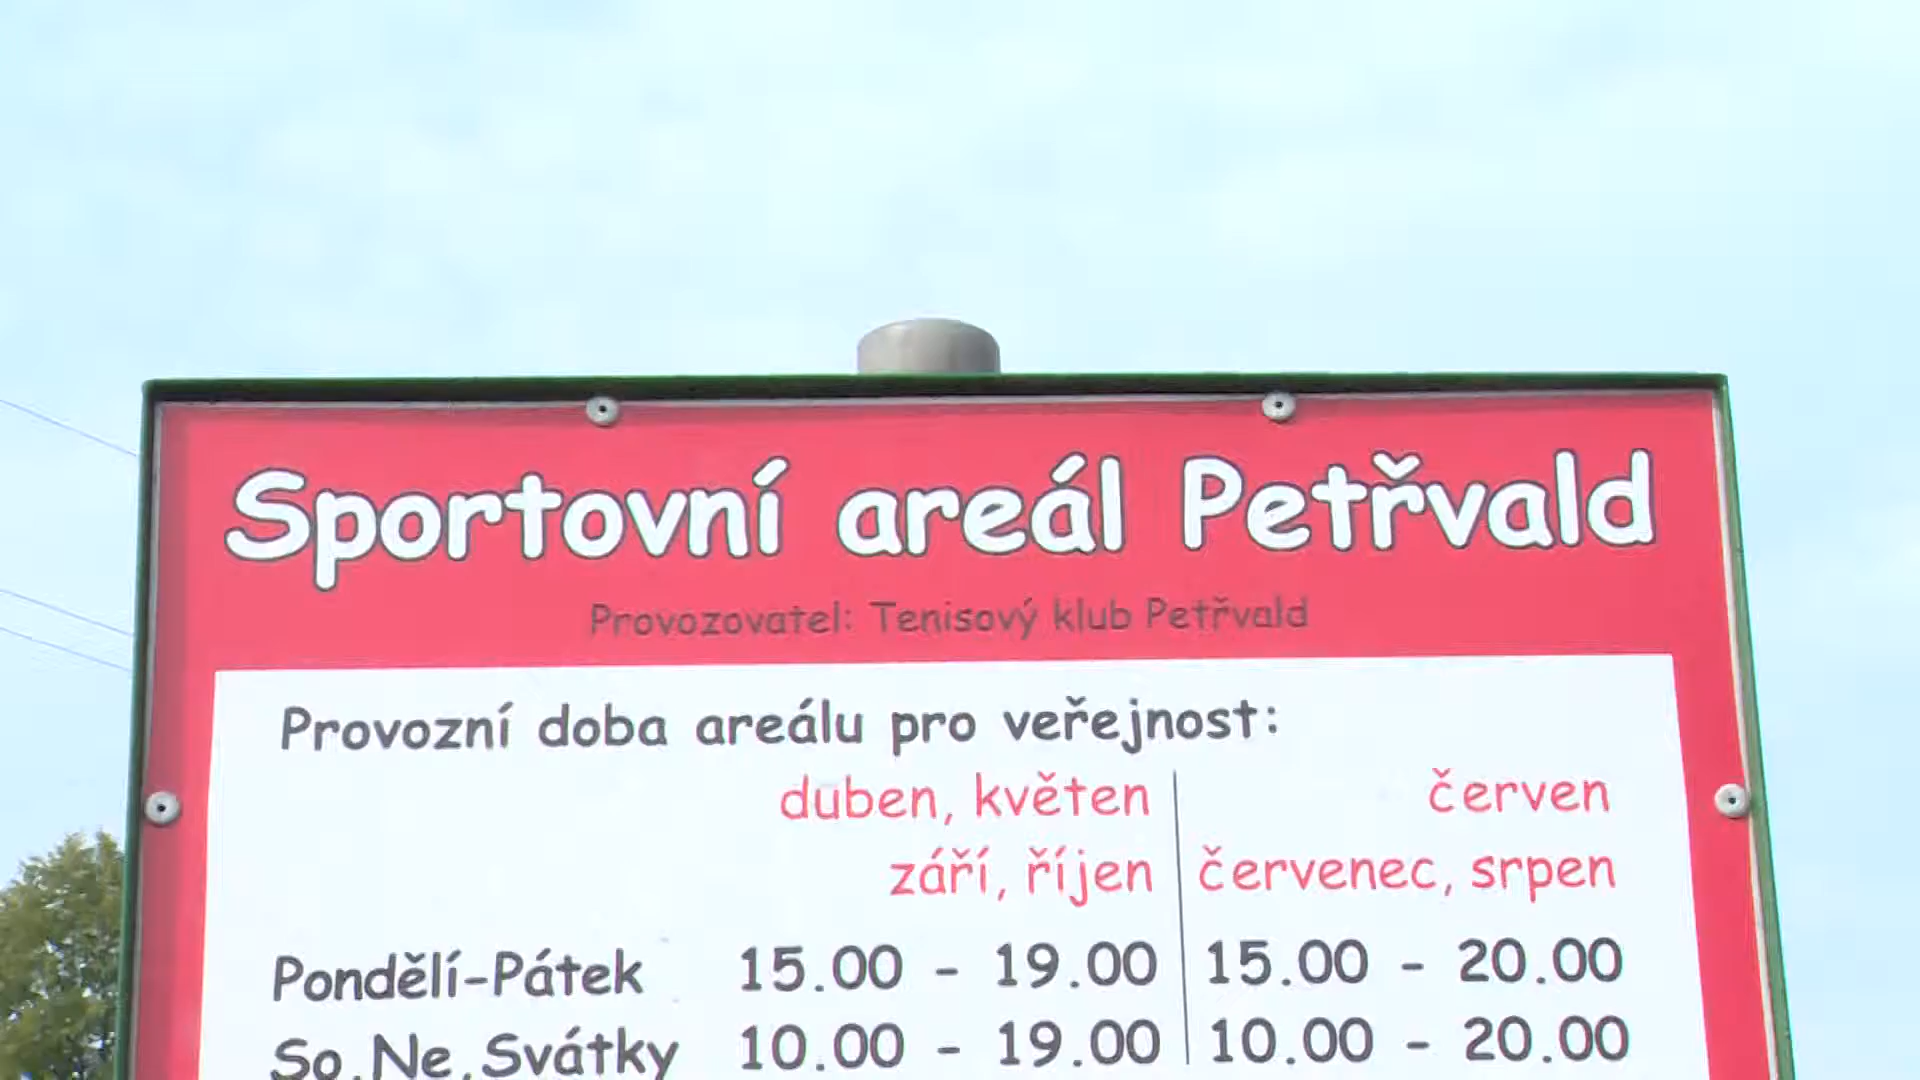 Sportovní areál Petřvald
Provozovatel: Tenisový klub Petřvald
Provozní doba areálu pro veřejnost:
duben, květen červen
září, říjen červenec, srpen
Pondělí-Pátek 15.00 - 19.00 15.00 - 20.00
So,Ne,Svátky 10.00 - 19.00 10.00 - 20.00